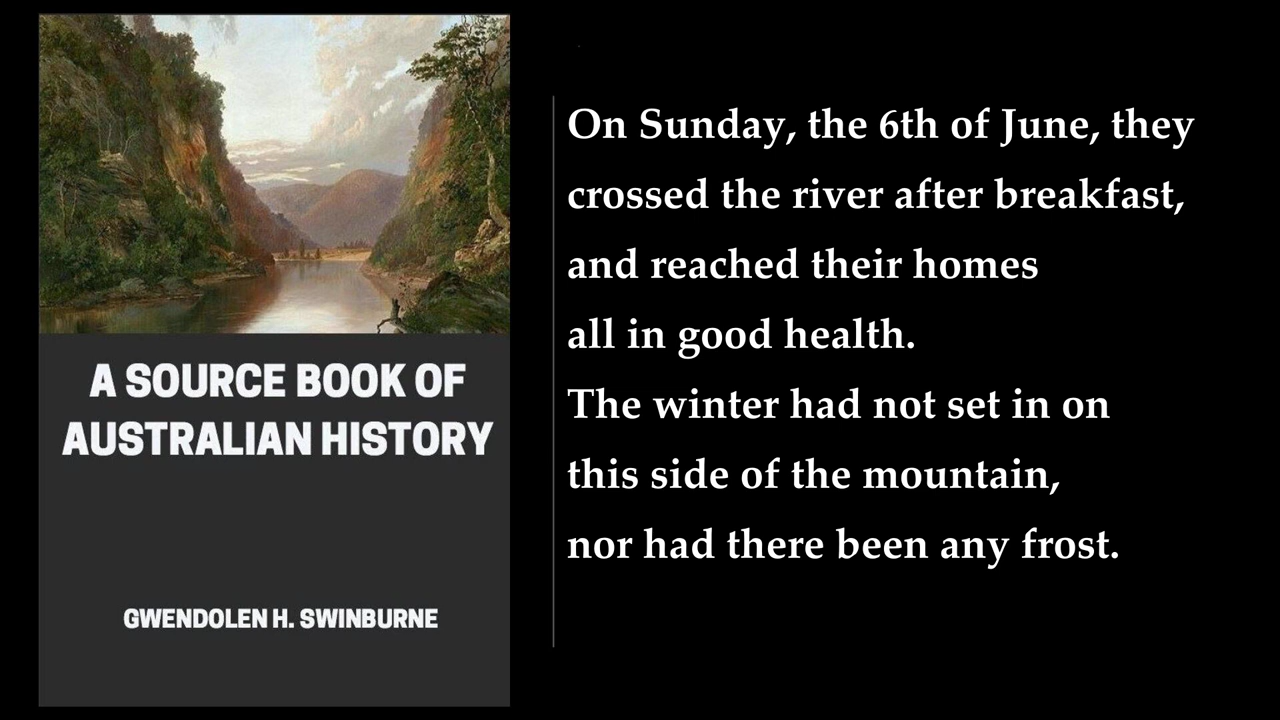 A SOURCE BOOK OF
AUSTRALIAN HISTORY
GWENDOLEN H. SWINBURNE
On Sunday, the 6th of June, they
crossed the river after breakfast,
and reached their homes
all in good health.
The winter had not set in on
this side of the mountain,
nor had there been any frost.